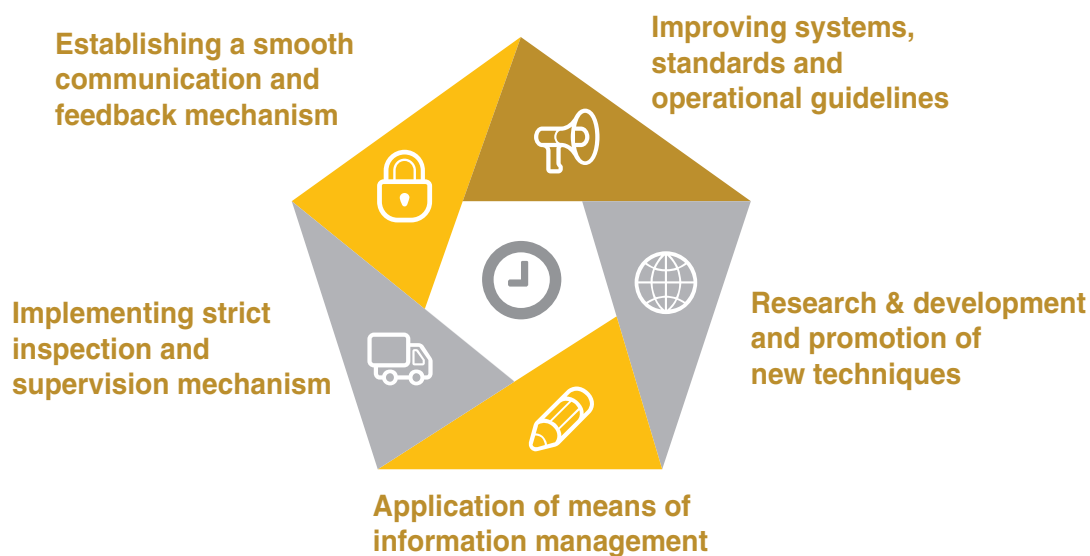 Establishing a smooth
communication and
feedback mechanism
Improving systems,
standards and
operational guidelines
Implementing strict
inspection and
supervision mechanism
Research & development
and promotion of
new techniques
Application of means of
information management